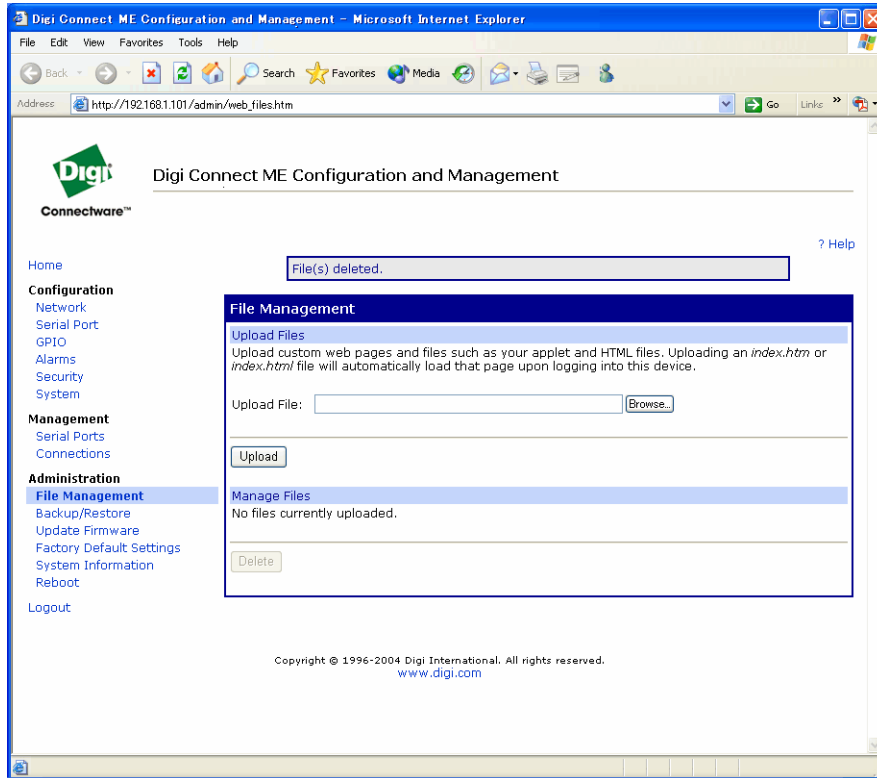 Digi Connect ME Configuration and Management - Microsoft Internet Explorer
File Edit View Favorites Tools Help
Back Search Favorites Media
Address http://192.168.1.101/admin/web_files.htm Go Links »
Digi
Connectware™
Digi Connect ME Configuration and Management
? Help
Home
File(s) deleted.
Configuration
Network
Serial Port
GPIO
Alarms
Security
System
Management
Serial Ports
Connections
Administration
File Management
Backup/Restore
Update Firmware
Factory Default Settings
System Information
Reboot
Logout
File Management
Upload Files
Upload custom web pages and files such as your applet and HTML files. Uploading an index.htm or
index.html file will automatically load that page upon logging into this device.
Upload File: Browse...
Upload
Manage Files
No files currently uploaded.
Delete
Copyright © 1996-2004 Digi International. All rights reserved.
www.digi.com